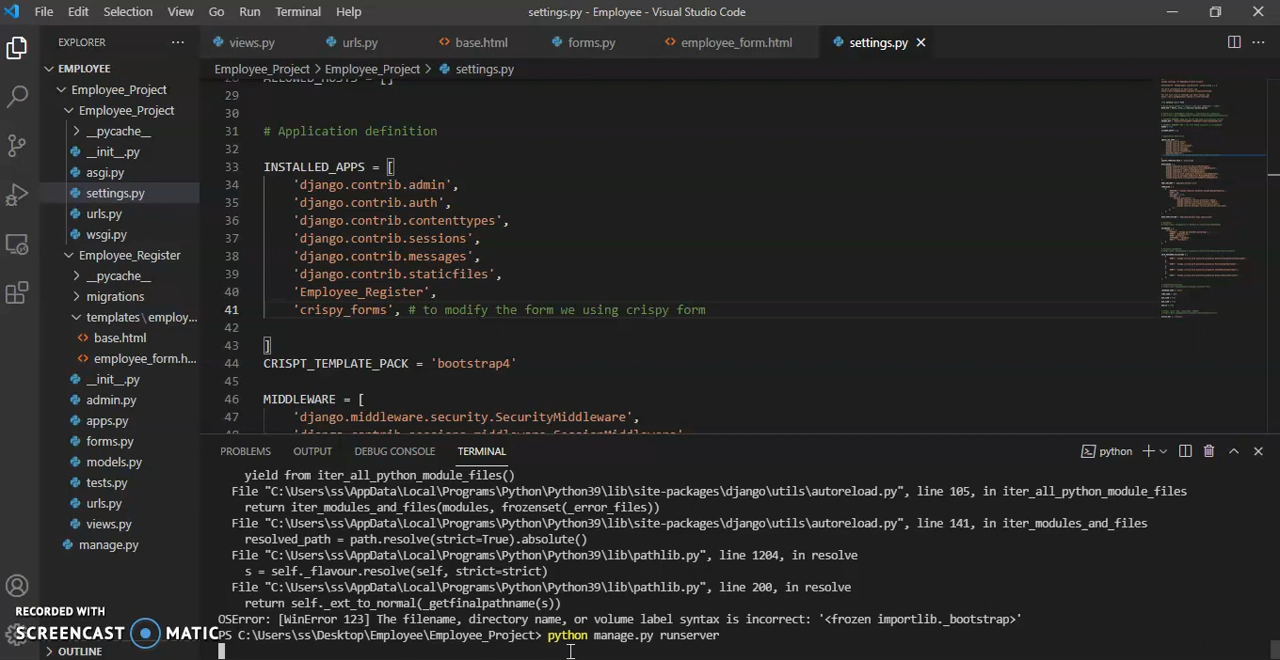 File Edit Selection View Go Run Terminal Help settings.py - Employee - Visual Studio Code
EXPLORER
views.py urls.py base.html forms.py employee_form.html settings.py
EMPLOYEE
Employee_Project > Employee_Project > settings.py
Employee_Project
Employee_Project
__pycache__
__init__.py
asgi.py
settings.py
urls.py
wsgi.py
Employee_Register
__pycache__
migrations
templates \ employ...
base.html
employee_form.h...
__init__.py
admin.py
apps.py
forms.py
models.py
tests.py
urls.py
views.py
manage.py
OUTLINE
28 ALLOWED_HOSTS = []
29
30
31 # Application definition
32
33 INSTALLED_APPS = [
34 'django.contrib.admin',
35 'django.contrib.auth',
36 'django.contrib.contenttypes',
37 'django.contrib.sessions',
38 'django.contrib.messages',
39 'django.contrib.staticfiles',
40 'Employee_Register',
41 'crispy_forms', # to modify the form we using crispy form
42
43 ]
44 CRISPT_TEMPLATE_PACK = 'bootstrap4'
45
46 MIDDLEWARE = [
47 'django.middleware.security.SecurityMiddleware',
48 'django.contrib.sessions.middleware.SessionMiddleware'
PROBLEMS OUTPUT DEBUG CONSOLE TERMINAL python
yield from iter_all_python_module_files()
File "C:\Users\ss\AppData\Local\Programs\Python\Python39\lib\site-packages\django\utils\autoreload.py", line 105, in iter_all_python_module_files
return iter_modules_and_files(modules, frozenset(_error_files))
File "C:\Users\ss\AppData\Local\Programs\Python\Python39\lib\site-packages\django\utils\autoreload.py", line 141, in iter_modules_and_files
resolved_path = path.resolve(strict=True).absolute()
File "C:\Users\ss\AppData\Local\Programs\Python\Python39\lib\pathlib.py", line 1204, in resolve
s = self._flavour.resolve(self, strict=strict)
File "C:\Users\ss\AppData\Local\Programs\Python\Python39\lib\pathlib.py", line 200, in resolve
return self._ext_to_normal(_getfinalpathname(s))
OSError: [WinError 123] The filename, directory name, or volume label syntax is incorrect: '<frozen importlib._bootstrap>'
PS C:\Users\ss\Desktop\Employee\Employee_Project> python manage.py runserver
RECORDED WITH
SCREENCAST MATIC